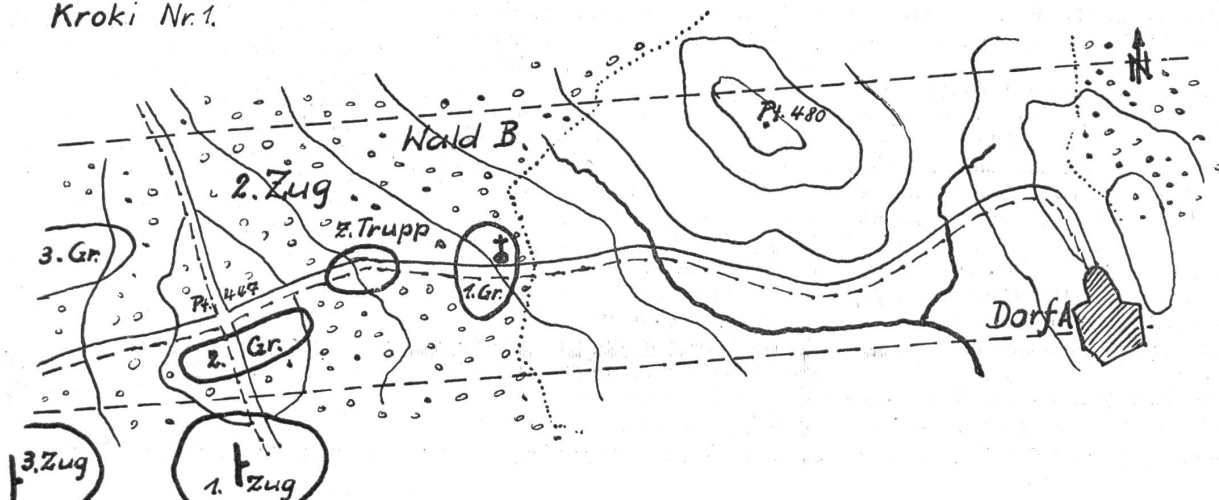 Kroki Nr. 1.
N
Pt. 480
Wald B.
2. Zug
z. Trupp
3. Gr.
1. Gr.
Pt. 447
Dorf A
2. Gr.
3. Zug
1. Zug